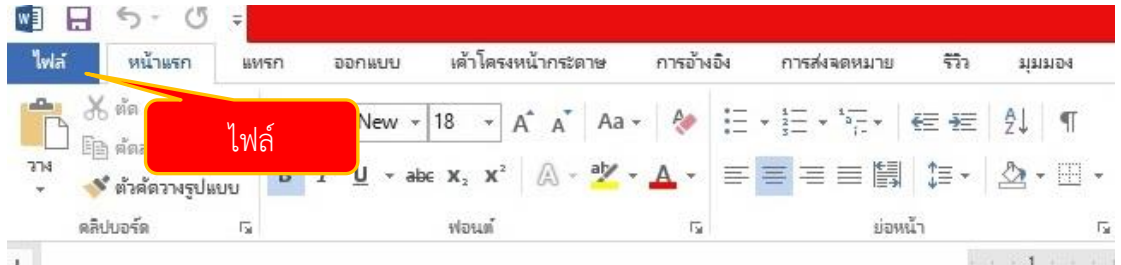 ไฟล์ หน้าแรก แทรก ออกแบบ เค้าโครงหน้ากระดาษ การอ้างอิง การส่งจดหมาย รีวิว มุมมอง
ตัด New 18 Aa
ไฟล์
วาง
ตัวคัดวางรูปแบบ B I U abc X₂ X² A aby A
คลิปบอร์ด ฟอนต์ ย่อหน้า
1